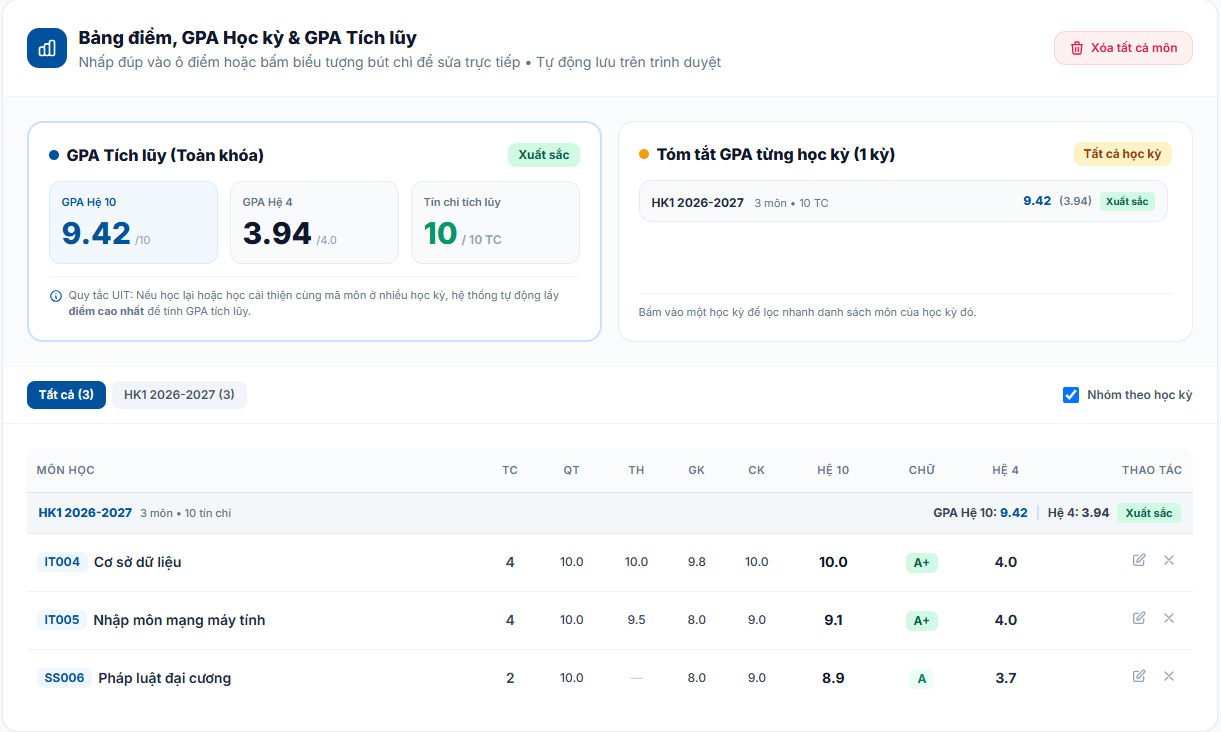 Bảng điểm, GPA Học kỳ & GPA Tích lũy
Nhấp đúp vào ô điểm hoặc bấm biểu tượng bút chì để sửa trực tiếp • Tự động lưu trên trình duyệt
Xóa tất cả môn
GPA Tích lũy (Toàn khóa)
Xuất sắc
GPA Hệ 10
9.42 /10
GPA Hệ 4
3.94 /4.0
Tín chỉ tích lũy
10 / 10 TC
Quy tắc UIT: Nếu học lại hoặc học cải thiện cùng mã môn ở nhiều học kỳ, hệ thống tự động lấy
điểm cao nhất để tính GPA tích lũy.
Tóm tắt GPA từng học kỳ (1 kỳ)
Tất cả học kỳ
HK1 2026-2027 3 môn • 10 TC 9.42 (3.94) Xuất sắc
Bấm vào một học kỳ để lọc nhanh danh sách môn của học kỳ đó.
Tất cả (3) HK1 2026-2027 (3) Nhóm theo học kỳ
MÔN HỌC TC QT TH GK CK HỆ 10 CHỮ HỆ 4 THAO TÁC
HK1 2026-2027 3 môn • 10 tín chỉ GPA Hệ 10: 9.42 | Hệ 4: 3.94 Xuất sắc
IT004 Cơ sở dữ liệu 4 10.0 10.0 9.8 10.0 10.0 A+ 4.0
IT005 Nhập môn mạng máy tính 4 10.0 9.5 8.0 9.0 9.1 A+ 4.0
SS006 Pháp luật đại cương 2 10.0 — 8.0 9.0 8.9 A 3.7